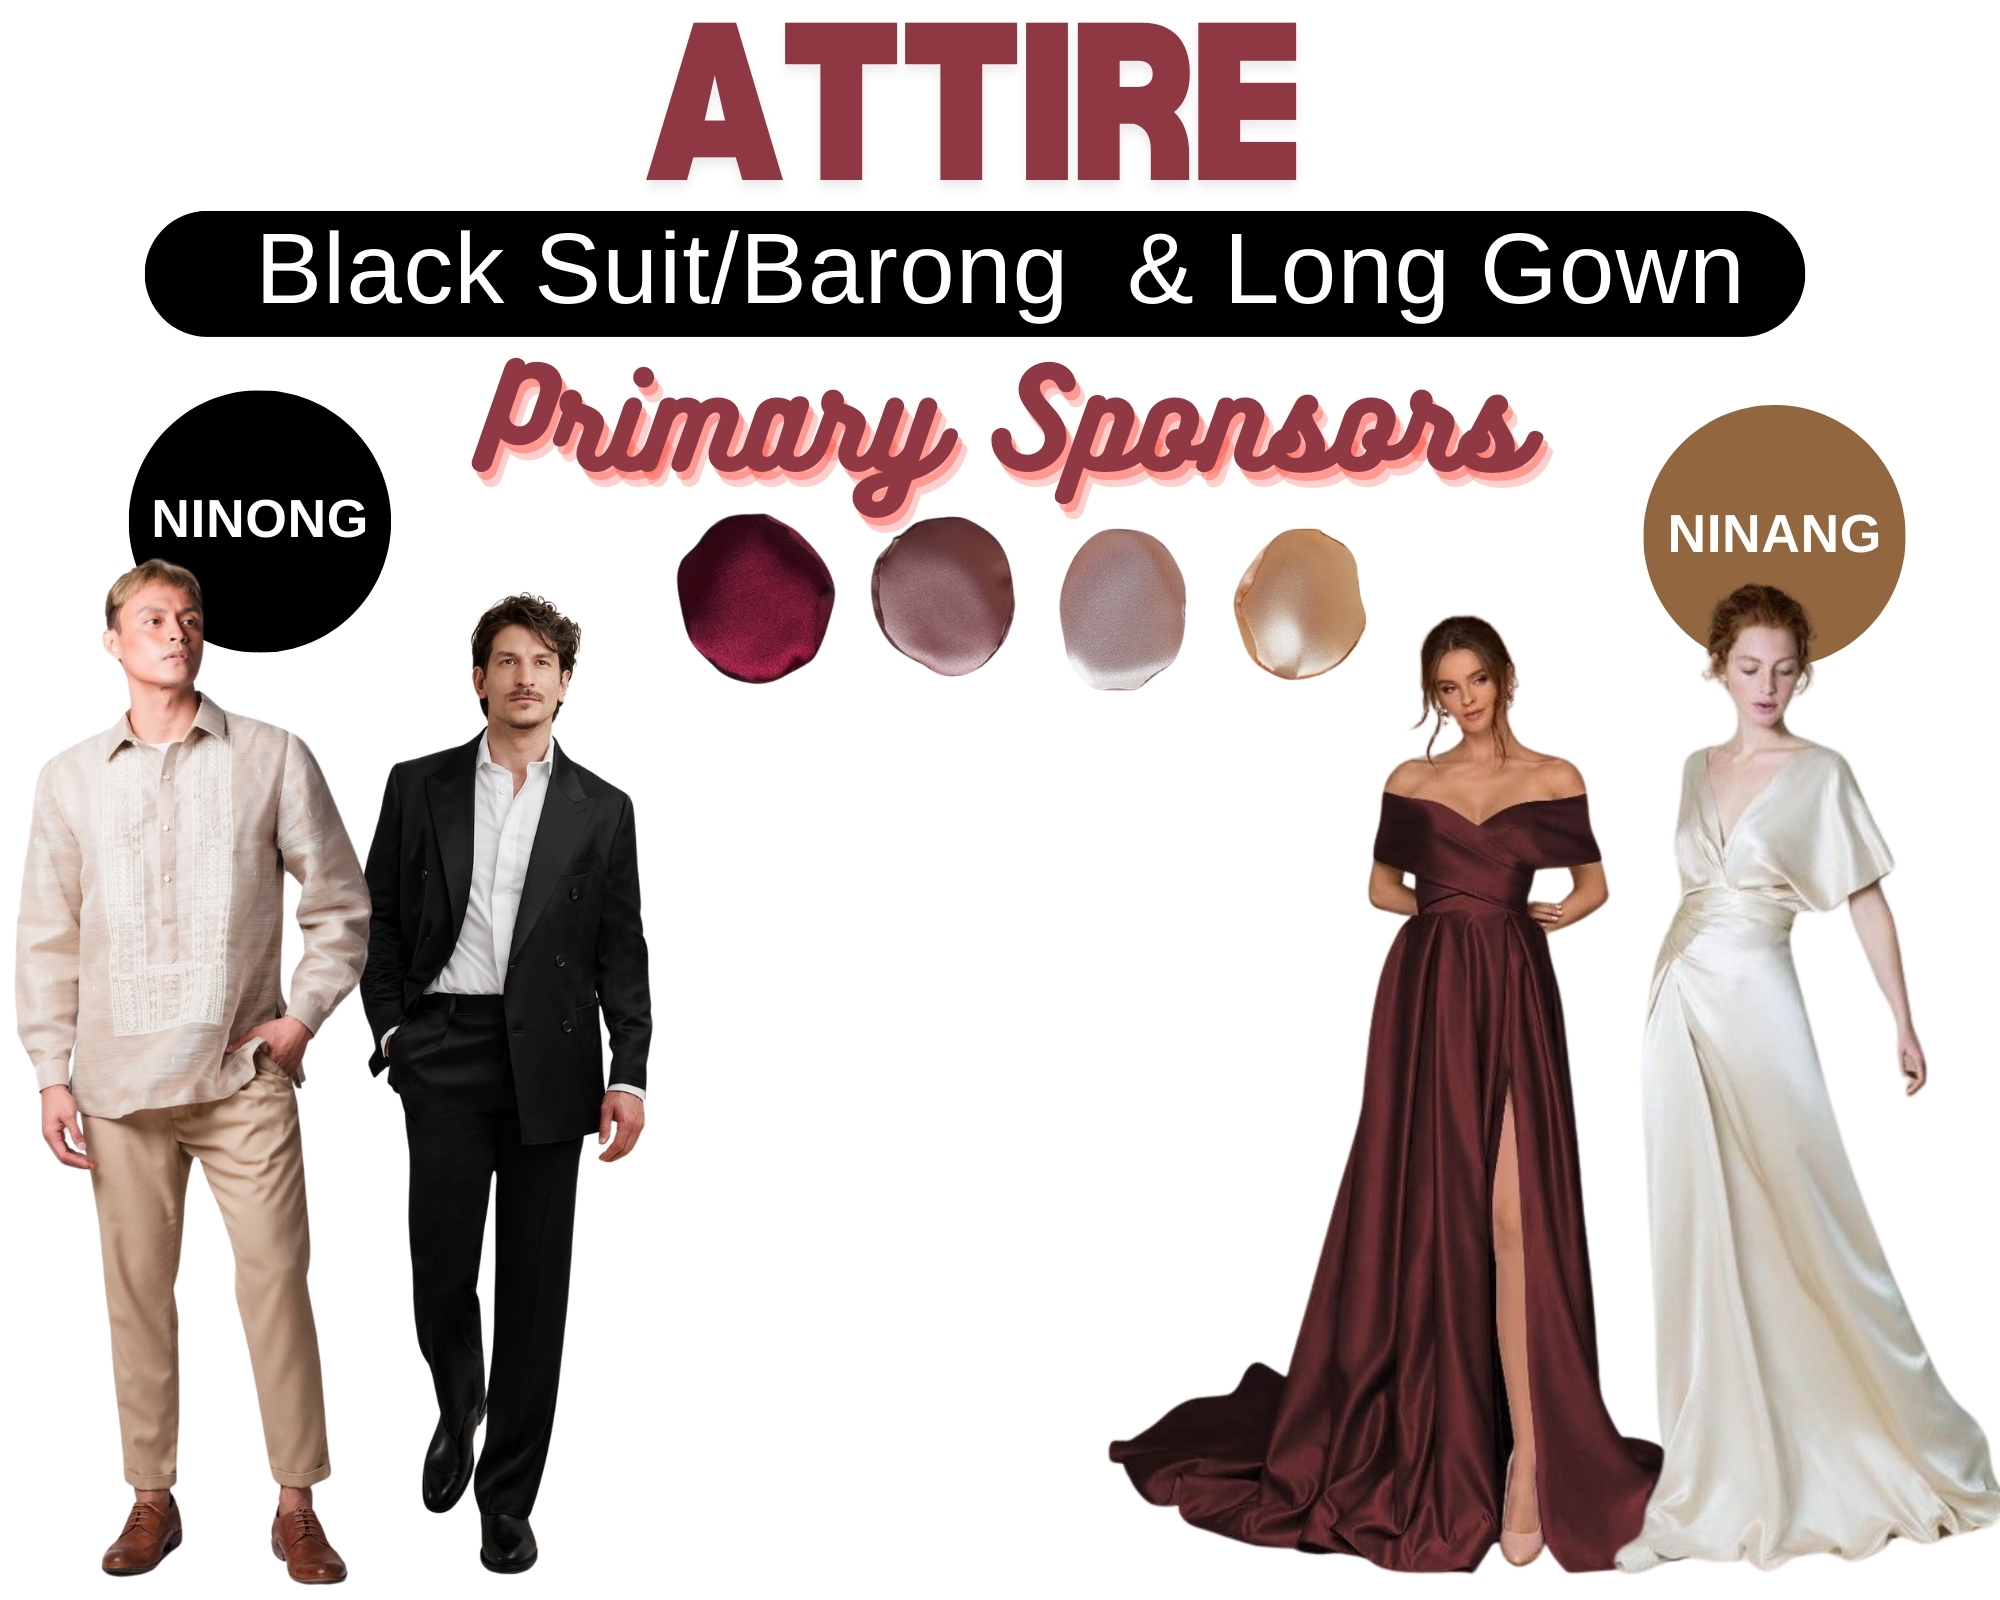 ATTIRE
Black Suit/Barong & Long Gown
Primary Sponsors
NINONG
NINANG